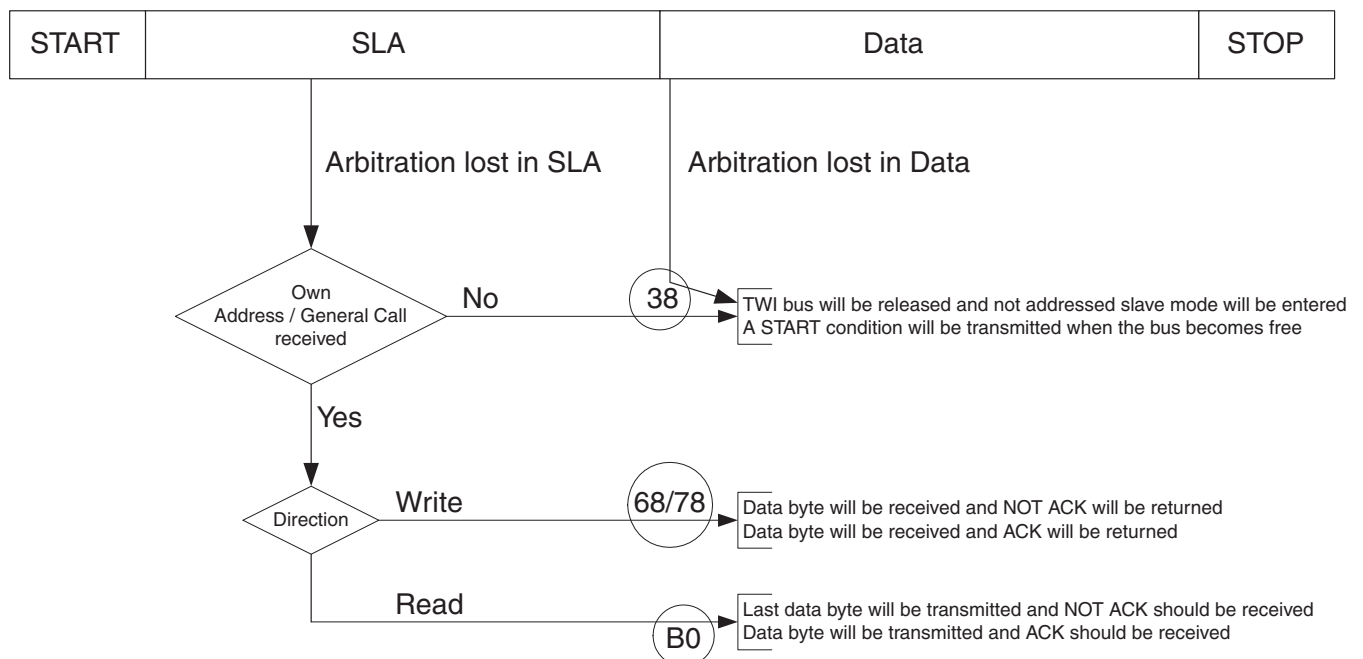 START SLA Data STOP
Arbitration lost in SLA Arbitration lost in Data
Own
Address / General Call
received
No
38
TWI bus will be released and not addressed slave mode will be entered
A START condition will be transmitted when the bus becomes free
Yes
Direction
Write
68/78
Data byte will be received and NOT ACK will be returned
Data byte will be received and ACK will be returned
Read
B0
Last data byte will be transmitted and NOT ACK should be received
Data byte will be transmitted and ACK should be received